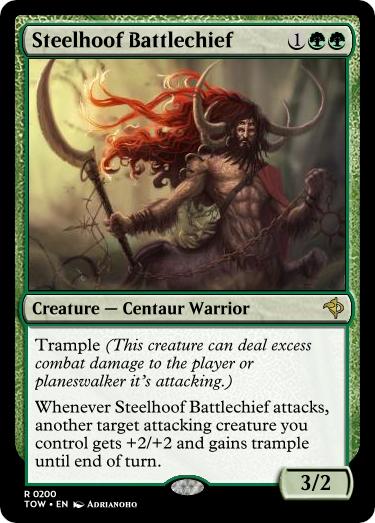 Steelhoof Battlechief 1
Creature — Centaur Warrior
Trample (This creature can deal excess
combat damage to the player or
planeswalker it's attacking.)
Whenever Steelhoof Battlechief attacks,
another target attacking creature you
control gets +2/+2 and gains trample
until end of turn.
3/2
R 0200
TOW • EN Adrianoho